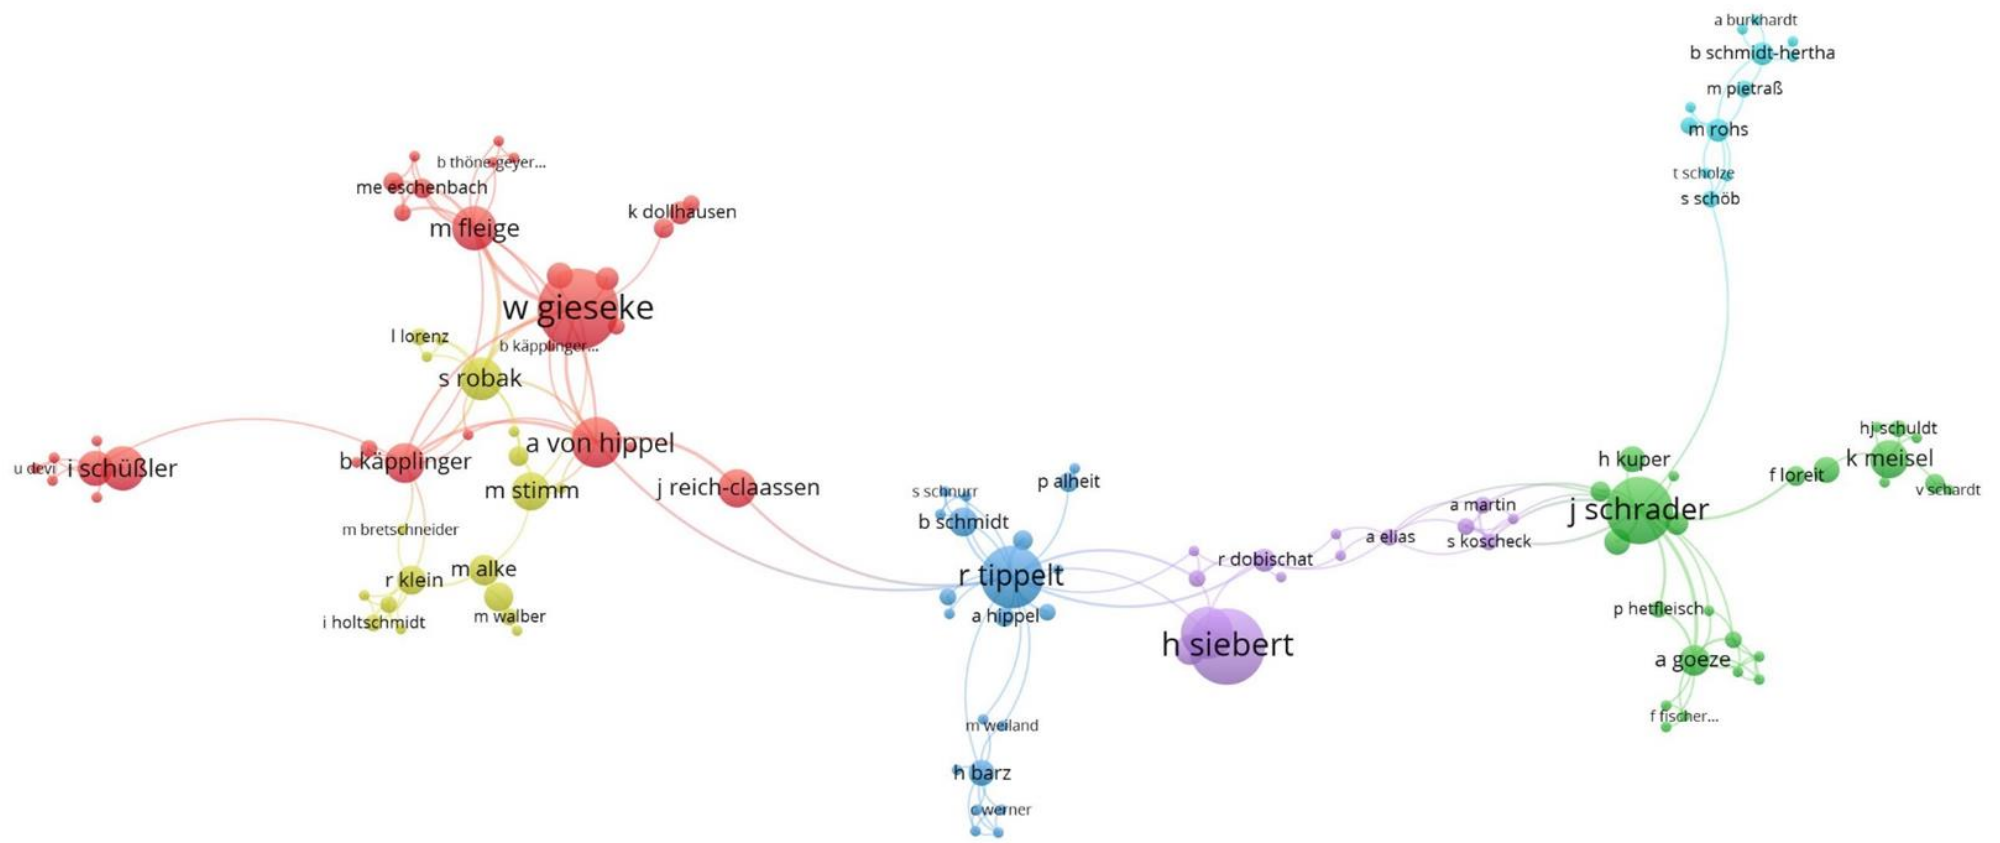 a burkhardt
b schmidt-hertha
m pietraß
m rohs
t scholze
s schöb
b thöne-geyer...
me eschenbach
m fleige
k dollhausen
w gieseke
l lorenz
b käpplinger...
s robak
a von hippel
u devi
i schüßler
b käpplinger
m stimm
j reich-claassen
m bretschneider
m alke
r klein
m walber
i holtschmidt
p alheit
s schnurr
b schmidt
r tippelt
a hippel
m weiland
h barz
c werner
r dobischat
h siebert
a elias
a martin
s koscheck
h kuper
j schrader
hj schuldt
k meisel
f loreit
v schardt
p hetfleisch
a goeze
f fischer...